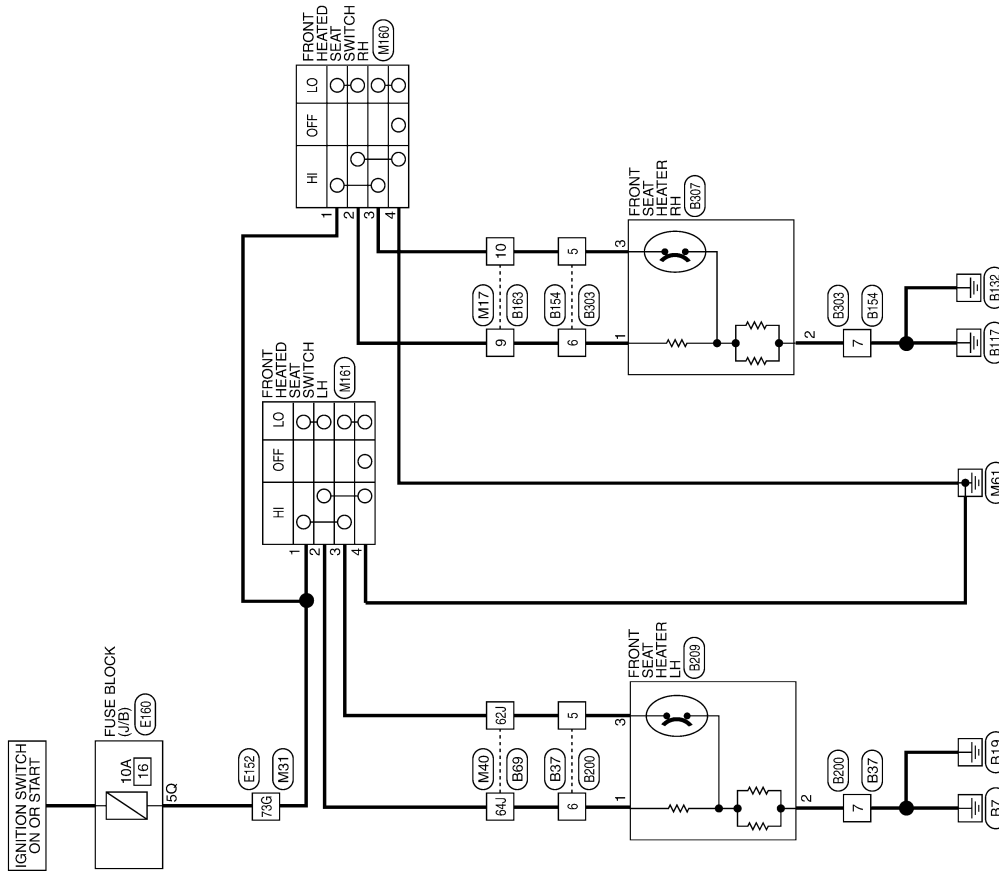 IGNITION SWITCH
ON OR START
FUSE BLOCK
(J/B)
E160
10A
16
5Q
73G
E152
M31
FRONT
HEATED
SEAT
SWITCH
LH
M161
HI
OFF
LO
1
2
3
4
FRONT
HEATED
SEAT
SWITCH
RH
M160
HI
OFF
LO
1
2
3
4
64J
M40
B69
62J
6
B37
B200
5
FRONT
SEAT
HEATER
LH
B209
1
3
2
7
B200
B37
B7
B19
M61
9
M17
B163
10
6
B154
B303
5
FRONT
SEAT
HEATER
RH
B307
1
3
2
7
B303
B154
B117
B132